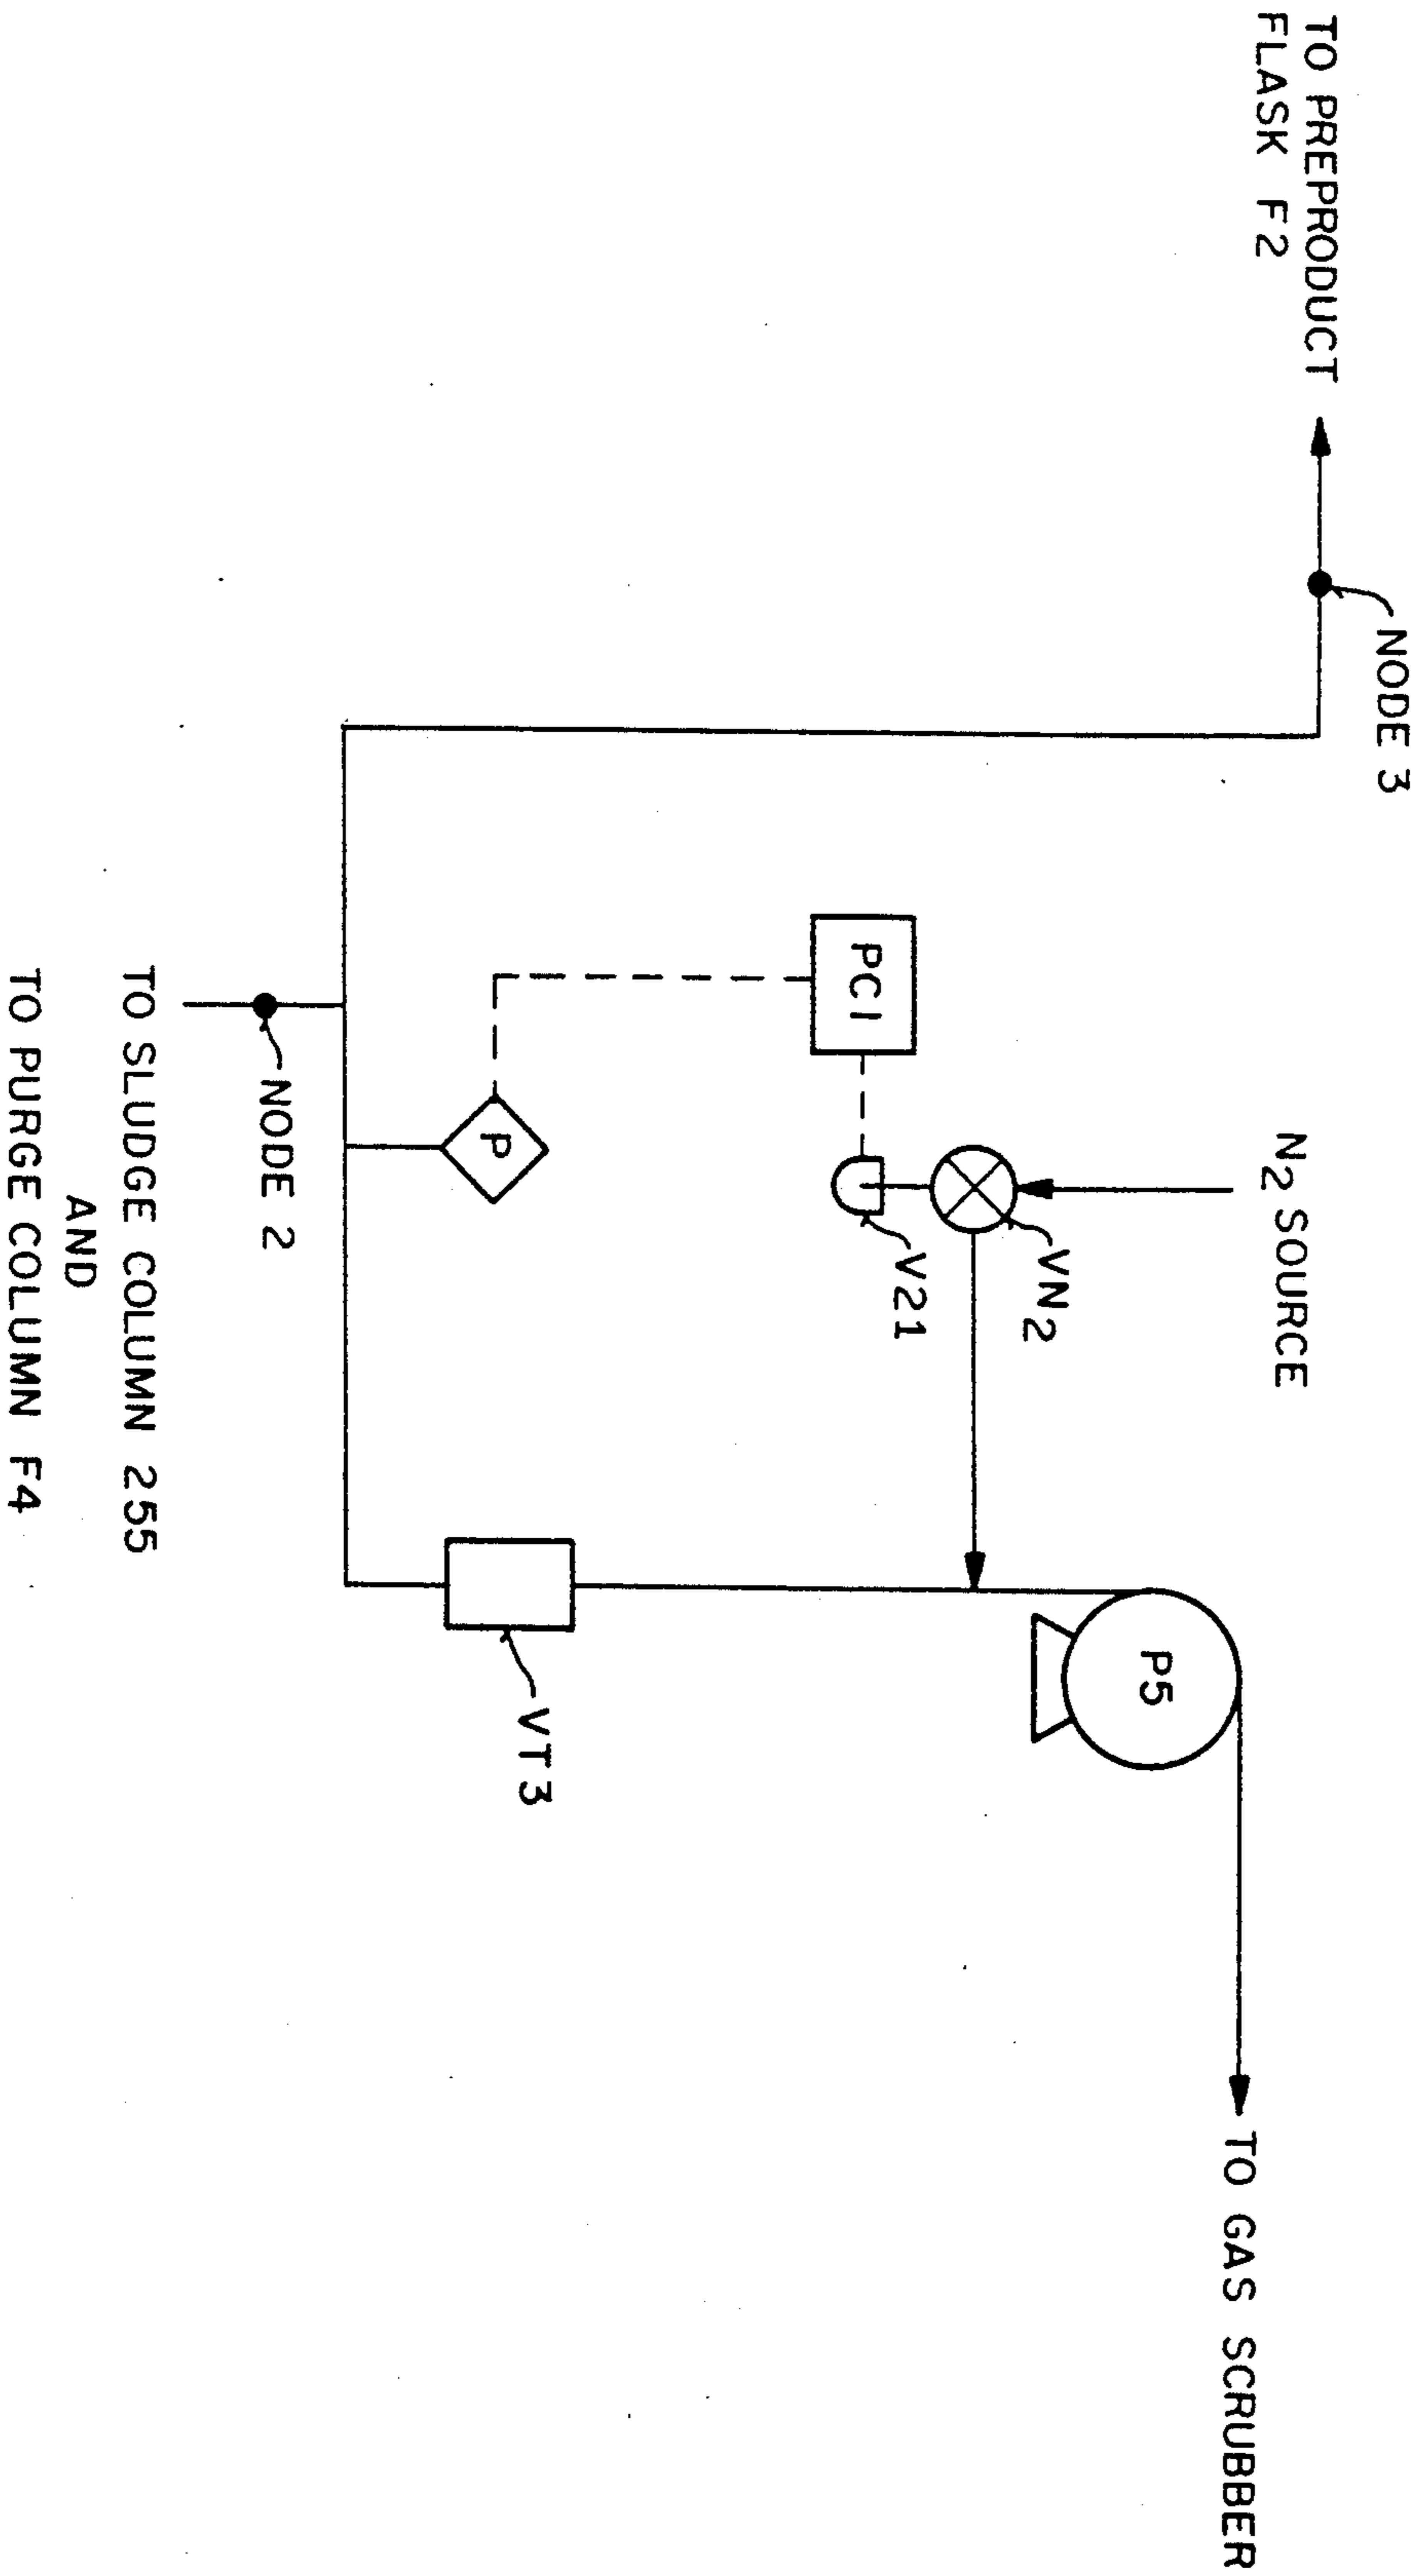 TO PREPRODUCT
FLASK F2
NODE 3
N2 SOURCE
VN2
V21
PC1
P
NODE 2
TO SLUDGE COLUMN 255
AND
TO PURGE COLUMN F4
VT3
P5
TO GAS SCRUBBER